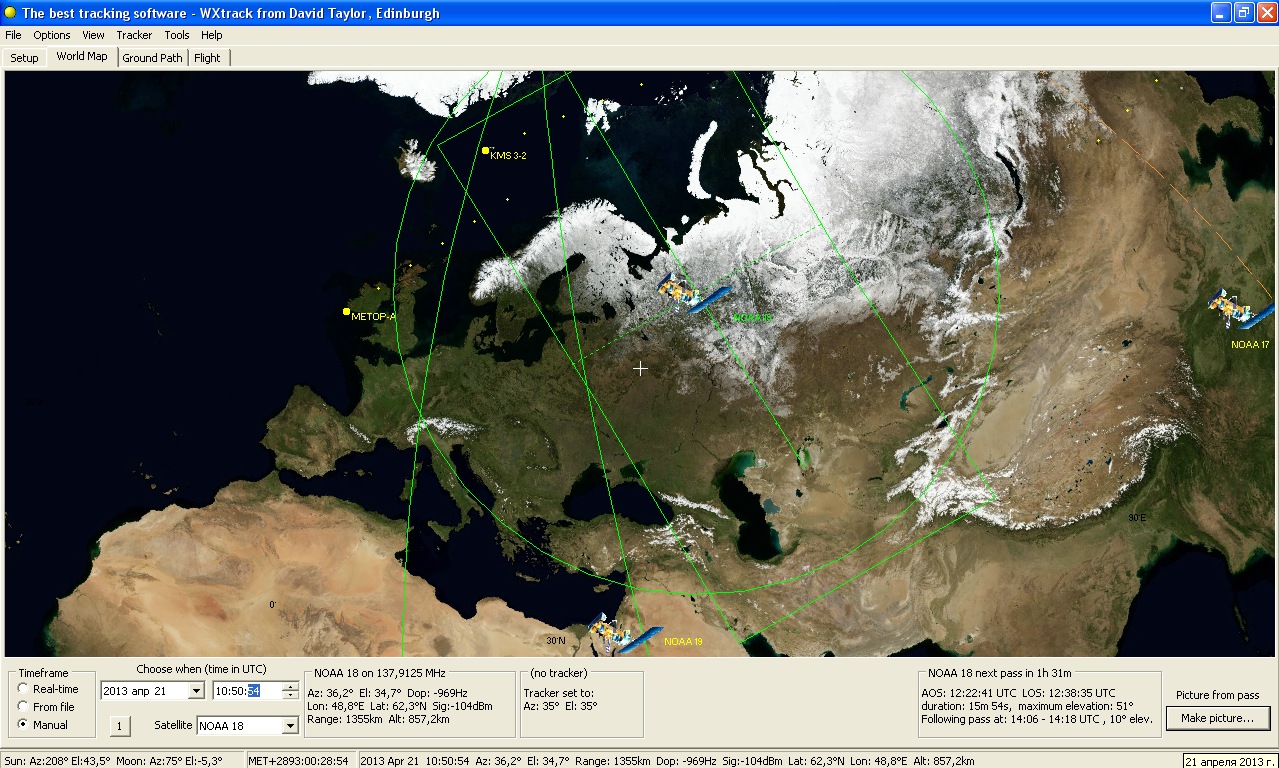 The best tracking software - WXtrack from David Taylor, Edinburgh
File Options View Tracker Tools Help
Setup World Map Ground Path Flight
KMS 3-2
METOP-A
NOAA 18
NOAA 17
90°E
0°
30°N
NOAA 19
Timeframe
Real-time
From file
Manual
Choose when (time in UTC)
2013 апр 21 10:50:54
1 Satellite NOAA 18
NOAA 18 on 137,9125 MHz
Az: 36,2° El: 34,7° Dop: -969Hz
Lon: 48,8°E Lat: 62,3°N Sig:-104dBm
Range: 1355km Alt: 857,2km
(no tracker)
Tracker set to:
Az: 35° El: 35°
NOAA 18 next pass in 1h 31m
AOS: 12:22:41 UTC LOS: 12:38:35 UTC
duration: 15m 54s, maximum elevation: 51°
Following pass at: 14:06 - 14:18 UTC , 10° elev.
Picture from pass
Make picture...
Sun: Az:208° El:43,5° Moon: Az:75° El:-5,3° MET+2893:00:28:54 2013 Apr 21 10:50:54 Az: 36,2° El: 34,7° Range: 1355km Dop: -969Hz Sig:-104dBm Lat: 62,3°N Lon: 48,8°E Alt: 857,2km
21 апреля 2013 г.